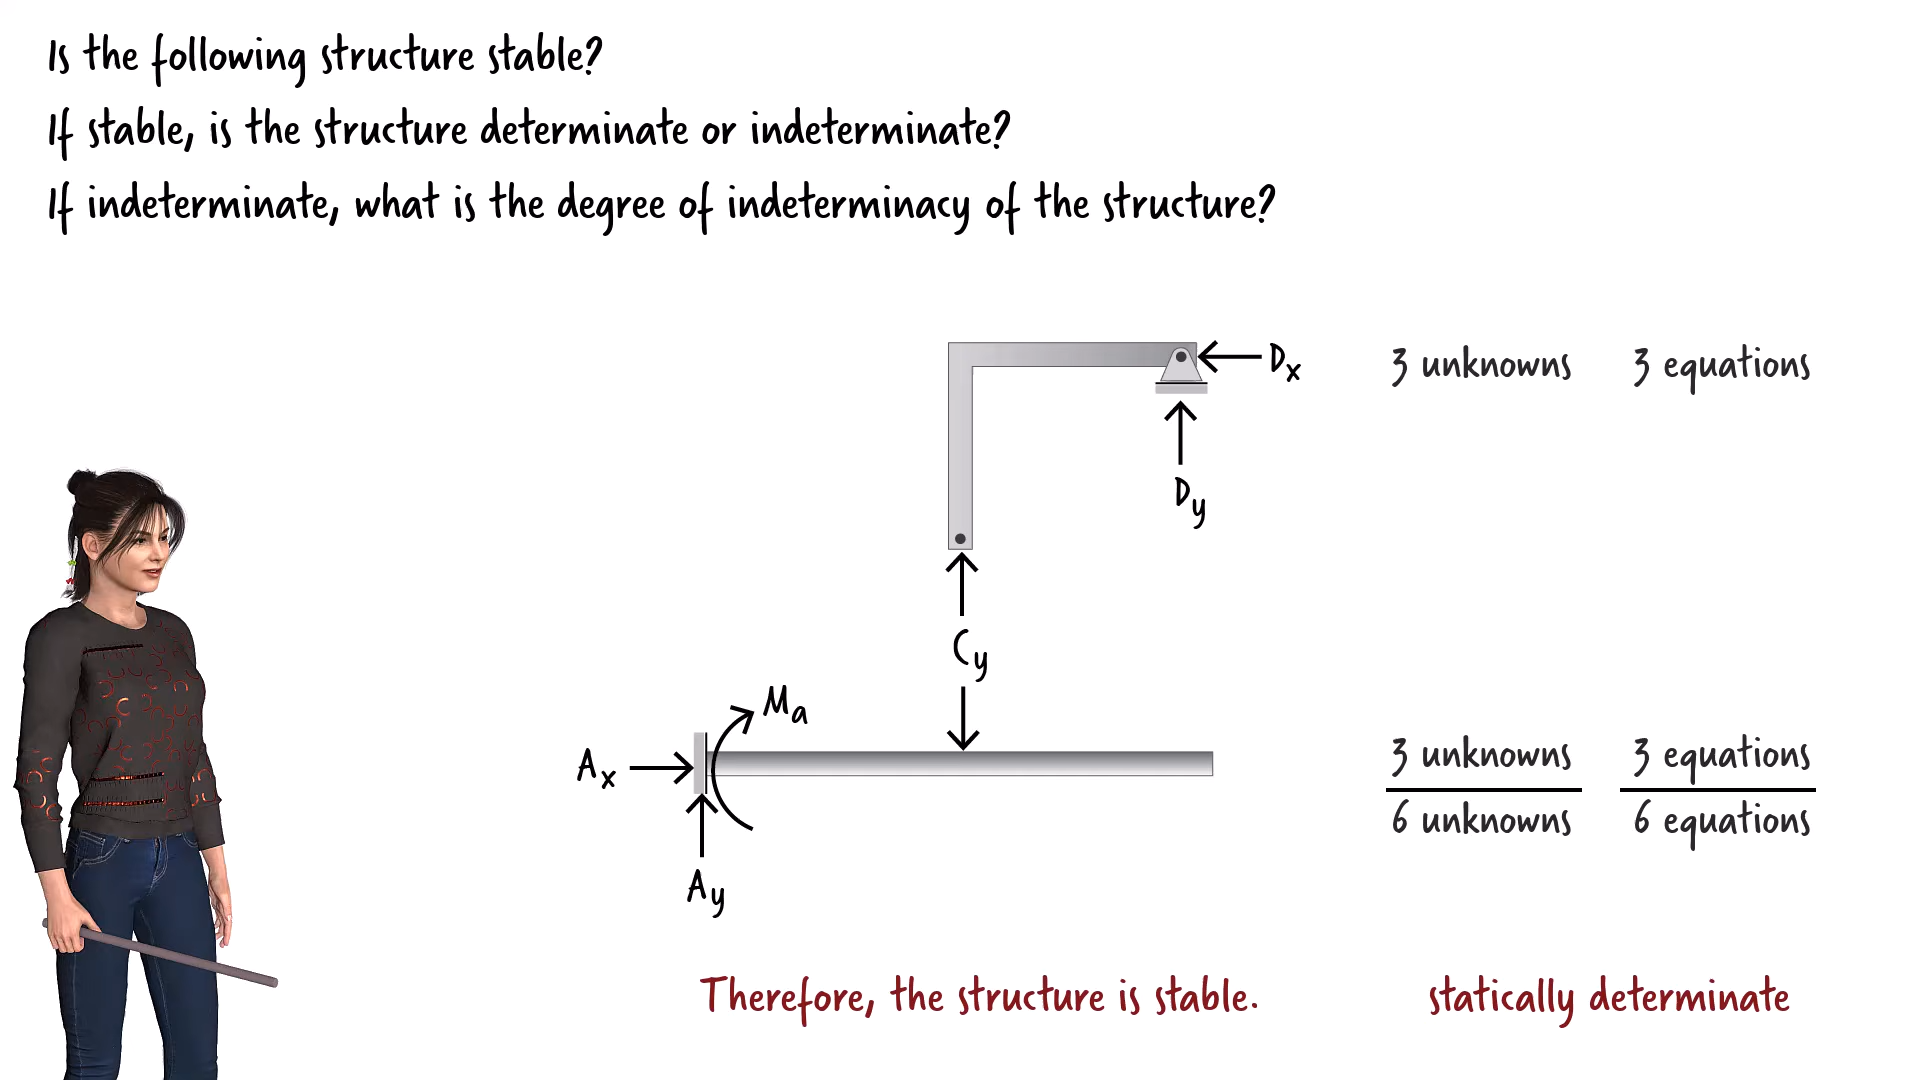 Is the following structure stable?
If stable, is the structure determinate or indeterminate?
If indeterminate, what is the degree of indeterminacy of the structure?
Dx
3 unknowns 3 equations
Dy
Cy
Ma
Ax
3 unknowns 3 equations
6 unknowns 6 equations
Ay
Therefore, the structure is stable. statically determinate